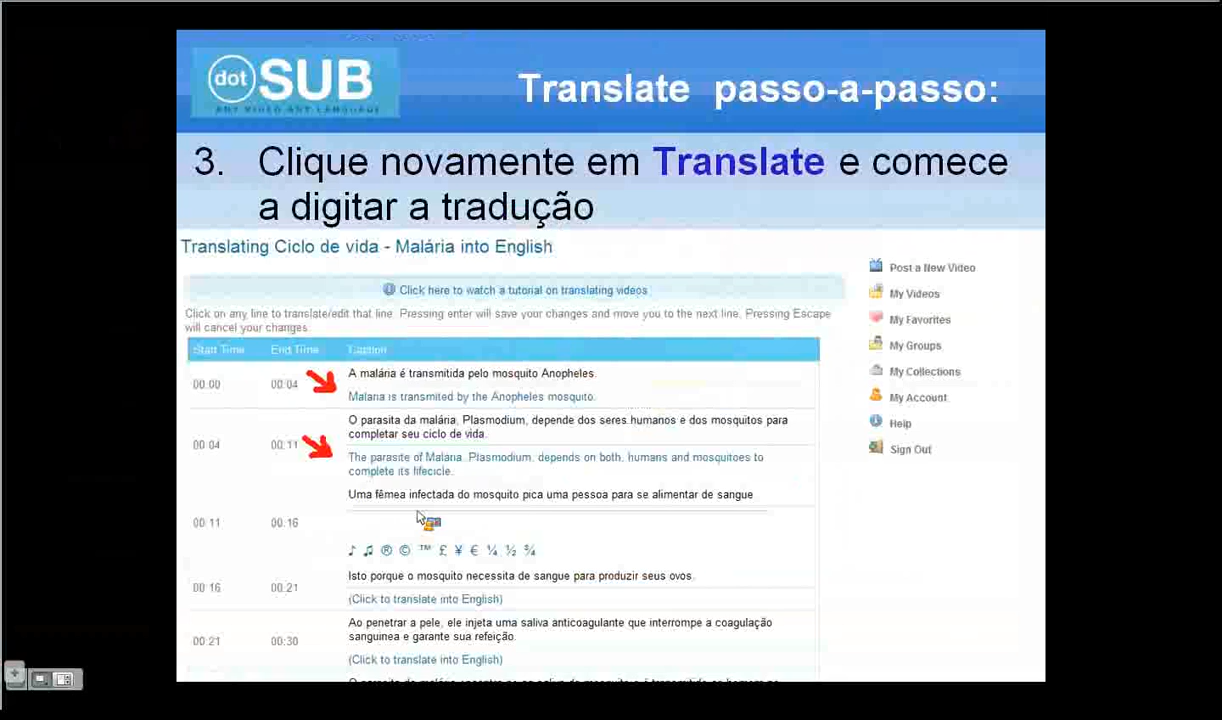 dot SUB
ANY VIDEO ANY LANGUAGE
Translate passo-a-passo:
3. Clique novamente em Translate e comece
a digitar a tradução
Translating Ciclo de vida - Malária into English
Click here to watch a tutorial on translating videos
Click on any line to translate/edit that line. Pressing enter will save your changes and move you to the next line. Pressing Escape
will cancel your changes.
Start Time End Time Caption
00:00 00:04
A malária é transmitida pelo mosquito Anopheles.
Malaria is transmited by the Anopheles mosquito.
00:04 00:11
O parasita da malária, Plasmodium, depende dos seres humanos e dos mosquitos para
completar seu ciclo de vida.
The parasite of Malaria, Plasmodium, depends on both, humans and mosquitoes to
complete its lifecicle.
00:11 00:16
Uma fêmea infectada do mosquito pica uma pessoa para se alimentar de sangue
♪ ♫ ® © ™ £ ¥ € ¼ ½ ¾
00:16 00:21
Isto porque o mosquito necessita de sangue para produzir seus ovos.
(Click to translate into English)
00:21 00:30
Ao penetrar a pele, ele injeta uma saliva anticoagulante que interrompe a coagulação
sanguinea e garante sua refeição.
(Click to translate into English)
Post a New Video
My Videos
My Favorites
My Groups
My Collections
My Account
Help
Sign Out